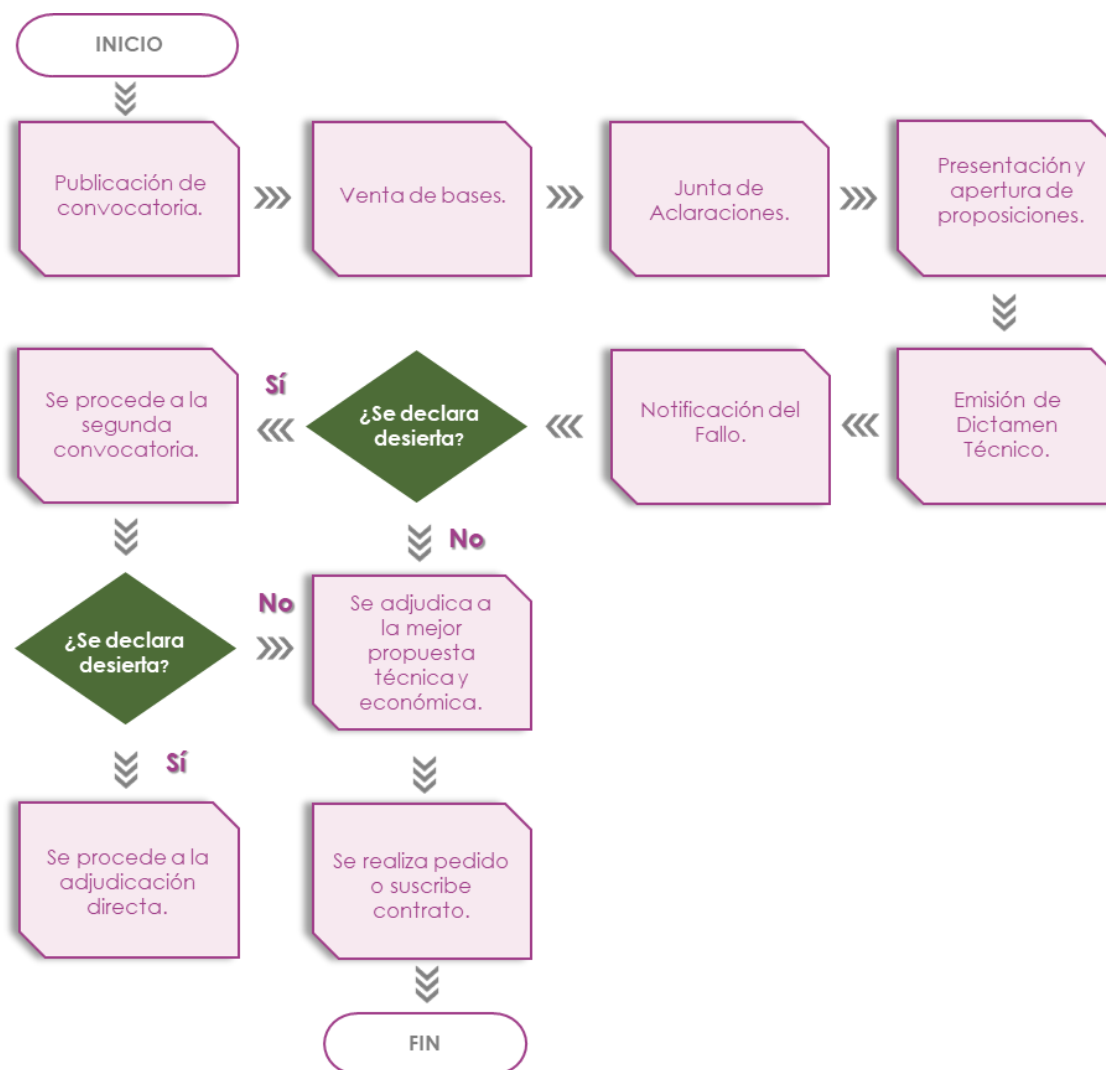 INICIO
Publicación de
convocatoria.
Venta de bases.
Junta de
Aclaraciones.
Presentación y
apertura de
proposiciones.
Emisión de
Dictamen
Técnico.
Notificación del
Fallo.
¿Se declara
desierta?
Sí
Se procede a la
segunda
convocatoria.
No
¿Se declara
desierta?
No
Se adjudica a
la mejor
propuesta
técnica y
económica.
Sí
Se procede a la
adjudicación
directa.
Se realiza pedido
o suscribe
contrato.
FIN